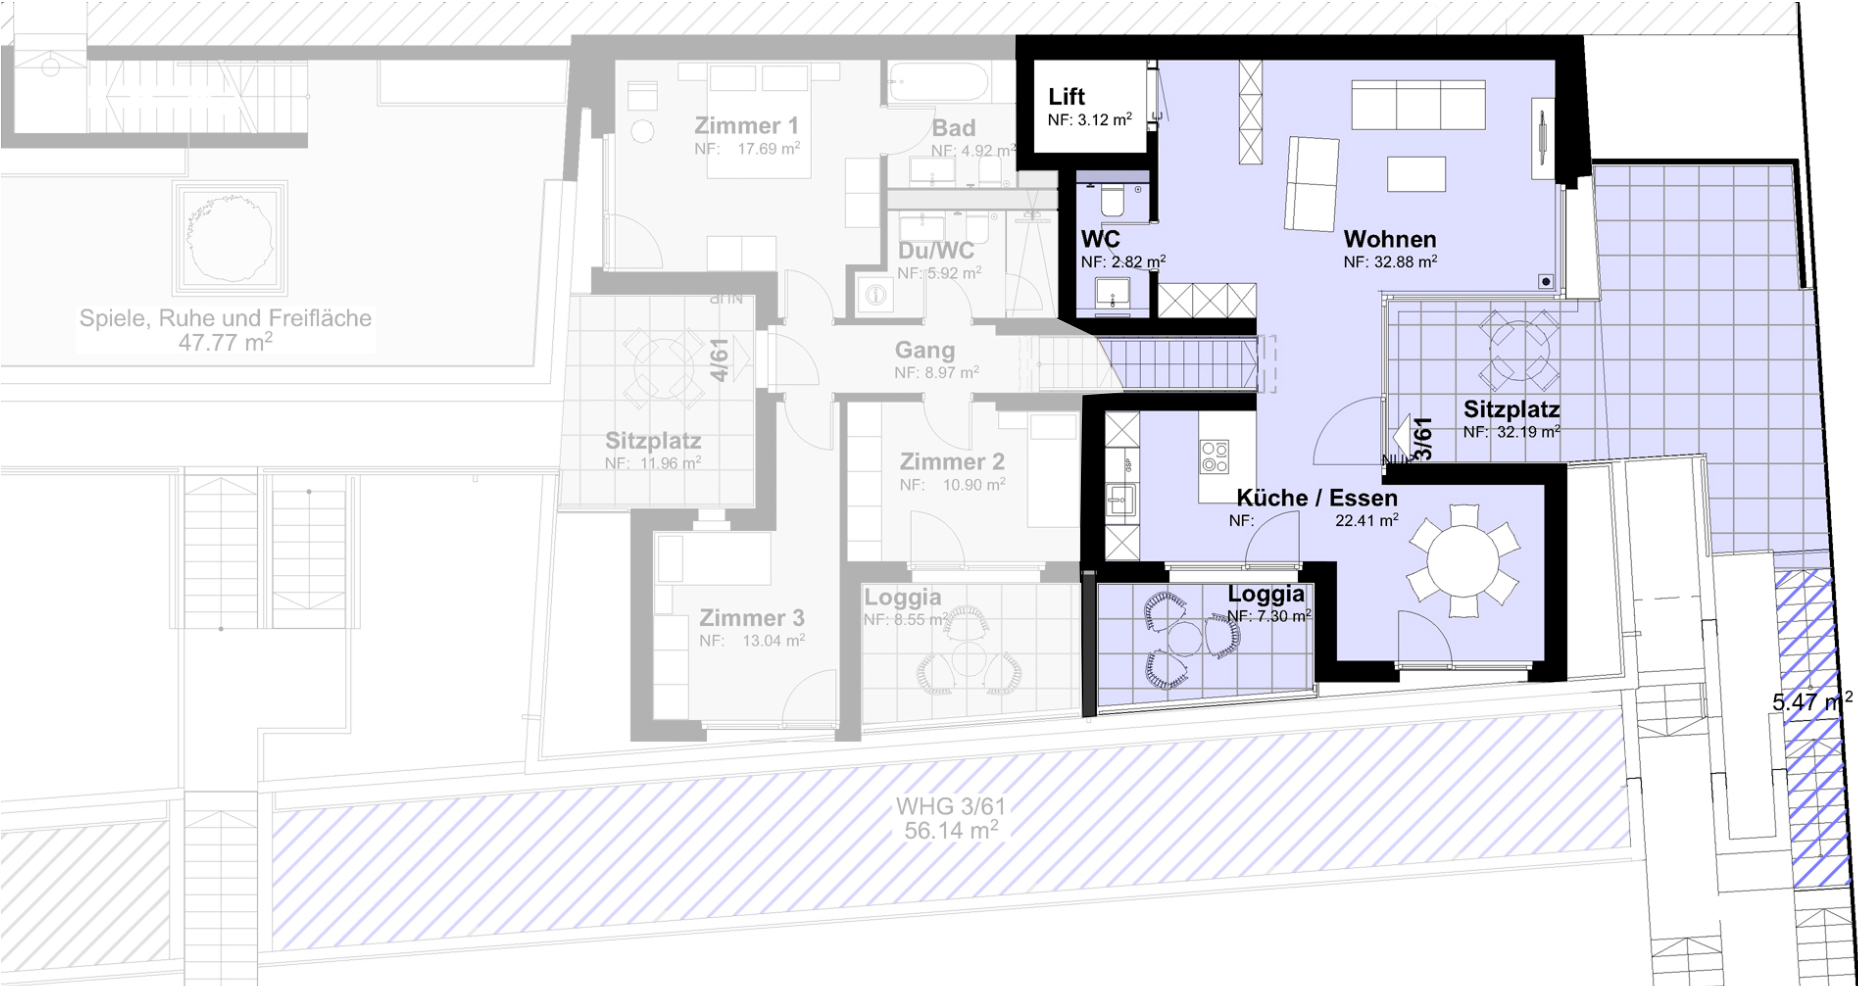 Lift
NF: 3.12 m²
Zimmer 1
NF: 17.69 m²
Bad
NF: 4.92 m²
WC
NF: 2.82 m²
Wohnen
NF: 32.88 m²
Du/WC
NF: 5.92 m²
Spiele, Ruhe und Freifläche
47.77 m²
NUP
4/61
Gang
NF: 8.97 m²
Sitzplatz
NF: 11.96 m²
Sitzplatz
NF: 32.19 m²
3/61
NUP
Zimmer 2
NF: 10.90 m²
GSP
Küche / Essen
NF: 22.41 m²
Zimmer 3
NF: 13.04 m²
Loggia
NF: 8.55 m²
Loggia
NF: 7.30 m²
5.47 m²
WHG 3/61
56.14 m²